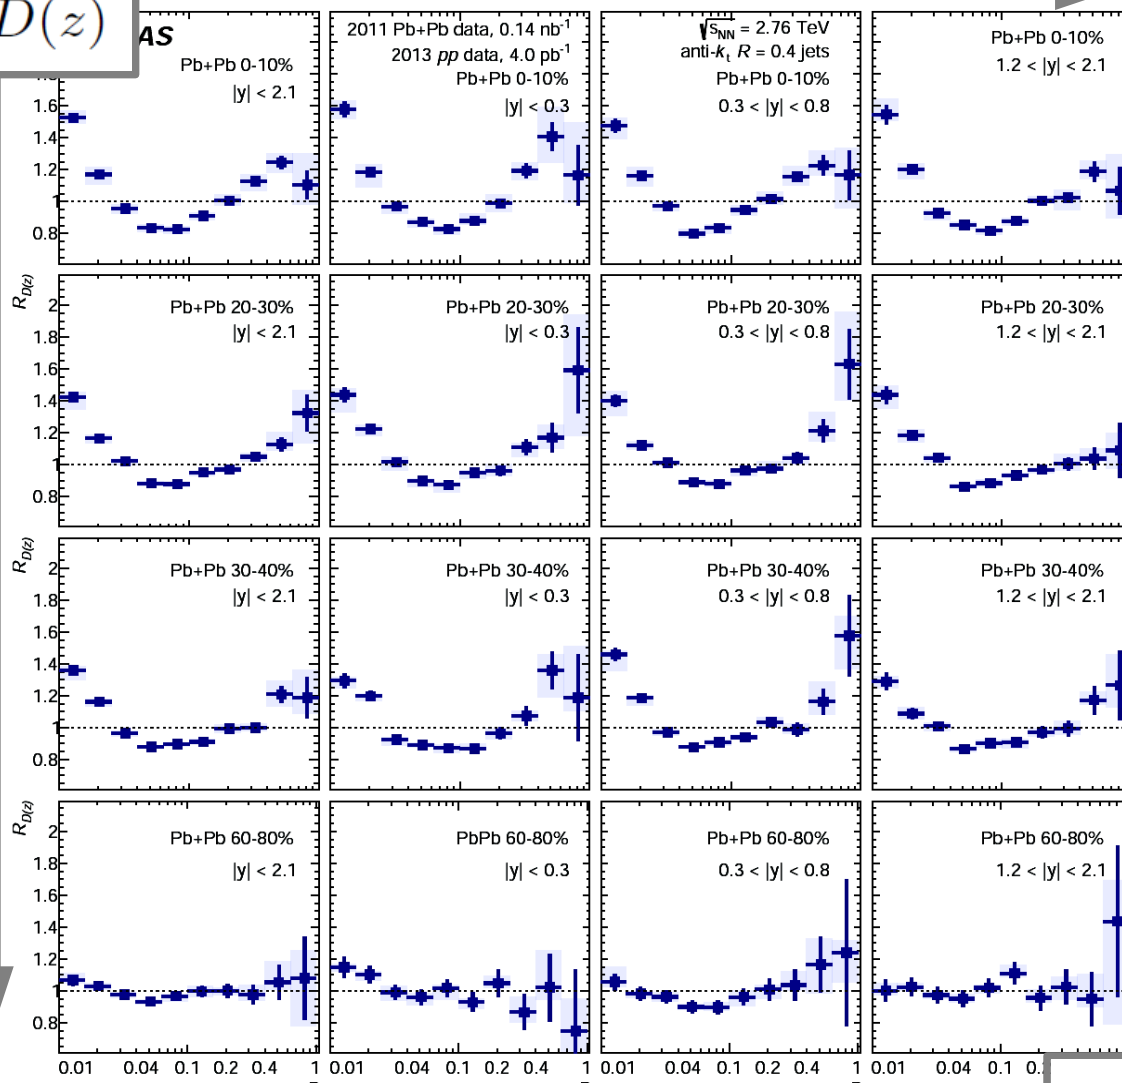 D(z)
AS
Pb+Pb 0-10%
|y| < 2.1
2011 Pb+Pb data, 0.14 nb⁻¹
2013 pp data, 4.0 pb⁻¹
Pb+Pb 0-10%
|y| < 0.3
√sNN = 2.76 TeV
anti-kt R = 0.4 jets
Pb+Pb 0-10%
0.3 < |y| < 0.8
Pb+Pb 0-10%
1.2 < |y| < 2.1
1.6
1.4
1.2
1
0.8
RD(z)
Pb+Pb 20-30%
|y| < 2.1
Pb+Pb 20-30%
|y| < 0.3
Pb+Pb 20-30%
0.3 < |y| < 0.8
Pb+Pb 20-30%
1.2 < |y| < 2.1
2
1.8
1.6
1.4
1.2
1
0.8
RD(z)
Pb+Pb 30-40%
|y| < 2.1
Pb+Pb 30-40%
|y| < 0.3
Pb+Pb 30-40%
0.3 < |y| < 0.8
Pb+Pb 30-40%
1.2 < |y| < 2.1
2
1.8
1.6
1.4
1.2
1
0.8
RD(z)
Pb+Pb 60-80%
|y| < 2.1
PbPb 60-80%
|y| < 0.3
Pb+Pb 60-80%
0.3 < |y| < 0.8
Pb+Pb 60-80%
1.2 < |y| < 2.1
2
1.8
1.6
1.4
1.2
1
0.8
0.01 0.04 0.1 0.2 0.4 1
0.01 0.04 0.1 0.2 0.4 1
0.01 0.04 0.1 0.2 0.4 1
0.01 0.04 0.1